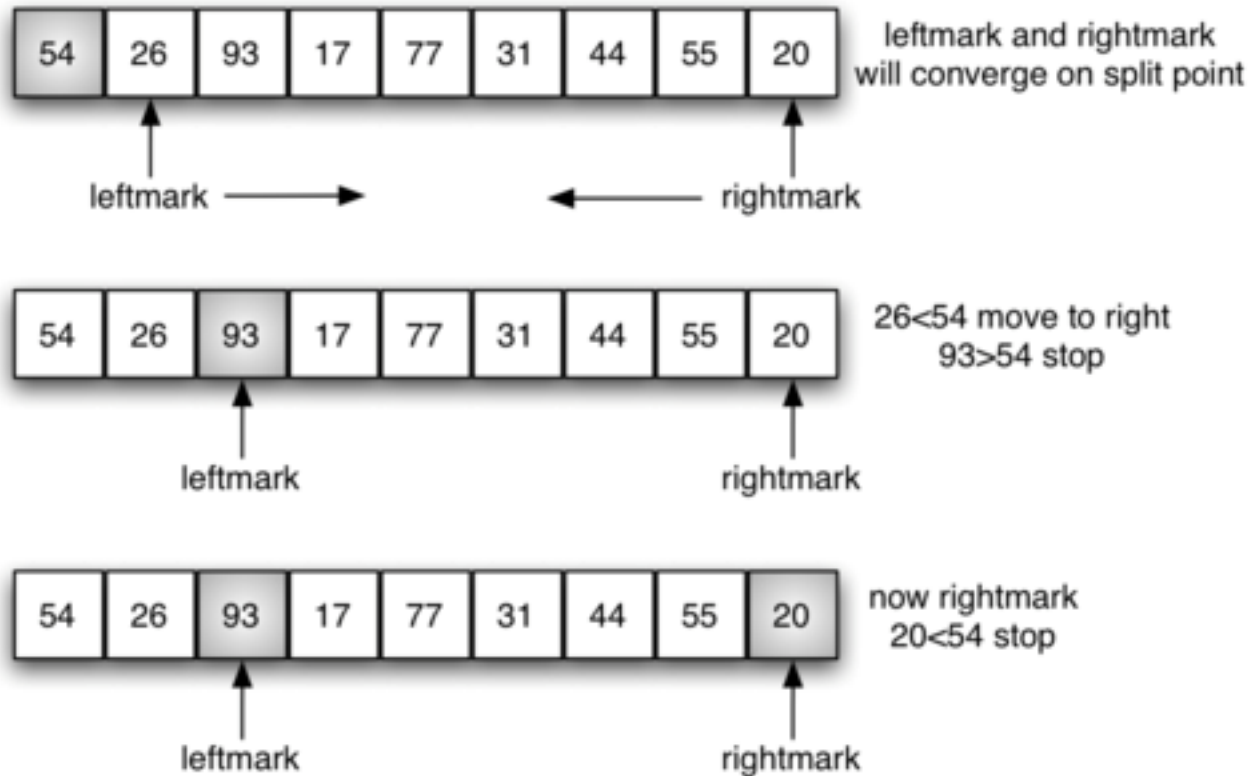 54 26 93 17 77 31 44 55 20
leftmark and rightmark
will converge on split point
leftmark rightmark
54 26 93 17 77 31 44 55 20
26<54 move to right
93>54 stop
leftmark rightmark
54 26 93 17 77 31 44 55 20
now rightmark
20<54 stop
leftmark rightmark